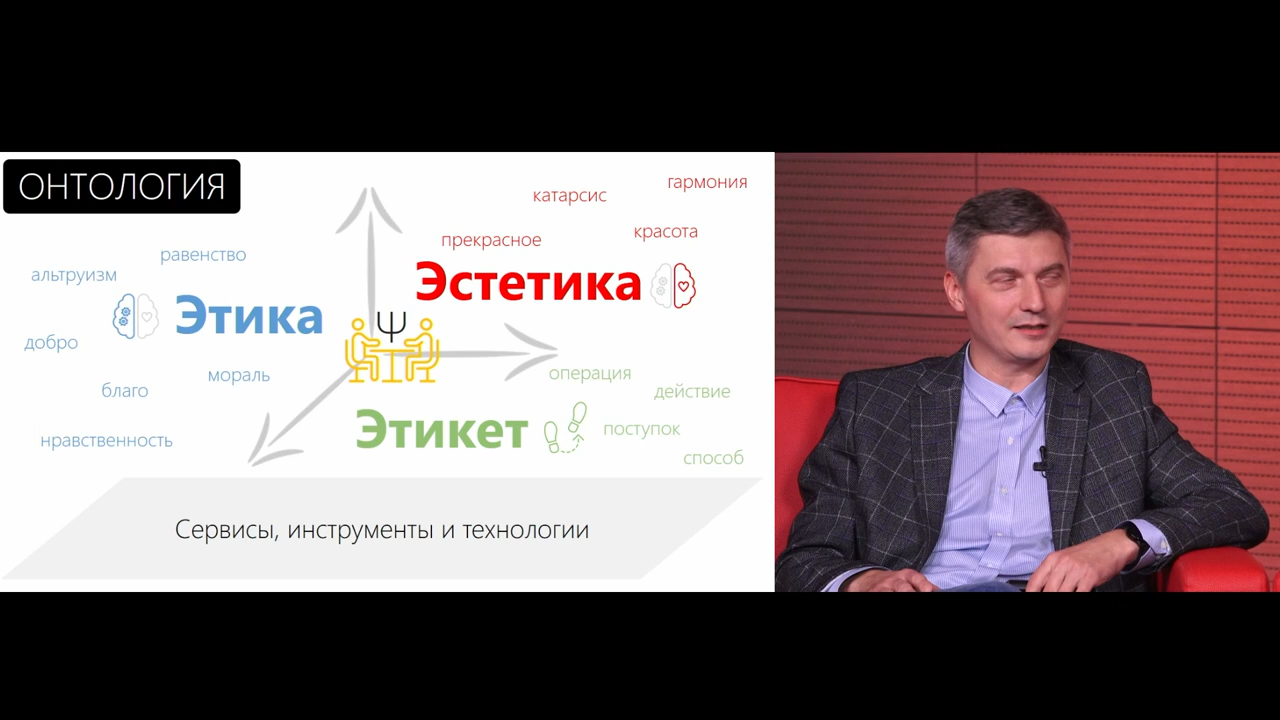 ОНТОЛОГИЯ
катарсис
гармония
прекрасное
красота
Эстетика
равенство
альтруизм
Этика
добро
благо
мораль
нравственность
ψ
операция
действие
Этикет
поступок
способ
Сервисы, инструменты и технологии